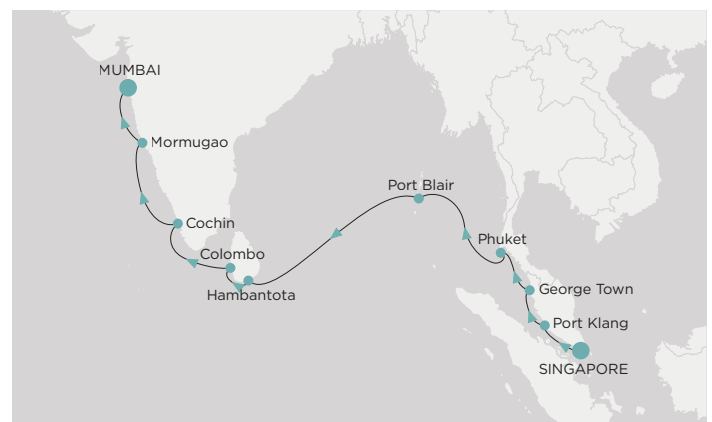 MUMBAI
Mormugao
Port Blair
Cochin
Phuket
Colombo
George Town
Hambantota
Port Klang
SINGAPORE